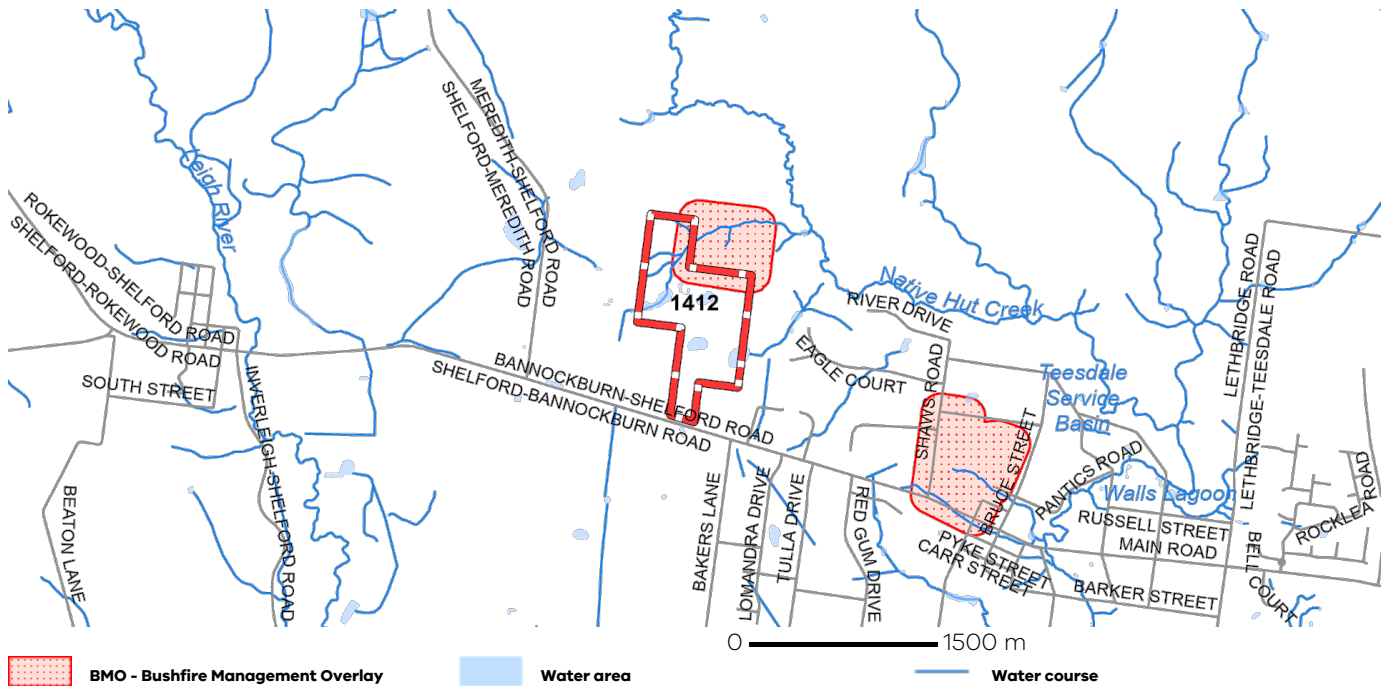 MEREDITH-SHELFORD ROAD
SHELFORD-MEREDITH ROAD
Leigh River
ROKEWOOD-SHELFORD ROAD
SHELFORD-ROKEWOOD ROAD
1412
Native Hut Creek
RIVER DRIVE
EAGLE COURT
SHAWS ROAD
LETHBRIDGE ROAD
LETHBRIDGE-TEESDALE ROAD
Teesdale
Service
Basin
SOUTH STREET
INVERLEIGH-SHELFORD ROAD
BANNOCKBURN-SHELFORD ROAD
SHELFORD-BANNOCKBURN ROAD
BRUCE STREET
PANTICS ROAD
Walls Lagoon
BEATON LANE
BAKERS LANE
LOMANDRA DRIVE
TULLA DRIVE
RED GUM DRIVE
PYKE STREET
CARR STREET
RUSSELL STREET
MAIN ROAD
BARKER STREET
BELL COURT
ROCKLEA ROAD
0 1500 m
BMO - Bushfire Management Overlay
Water area
Water course